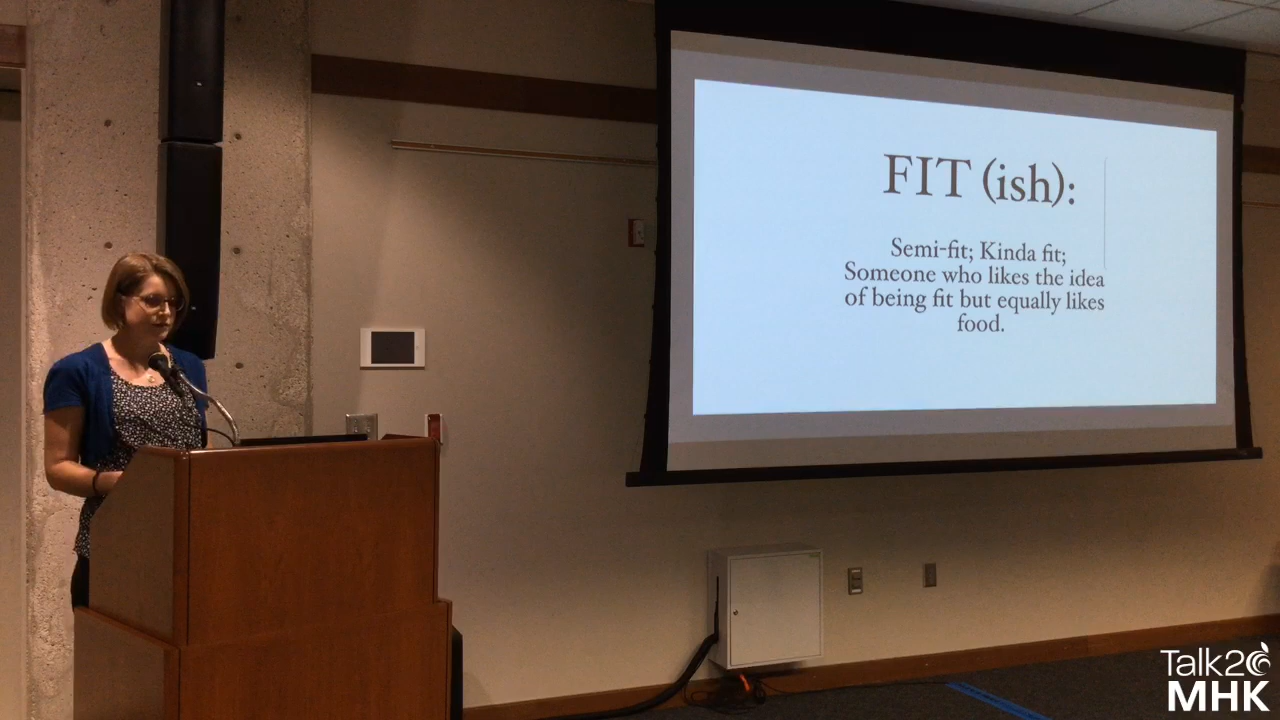 FIT (ish):
Semi-fit; Kinda fit;
Someone who likes the idea
of being fit but equally likes
food.
Talk20
MHK